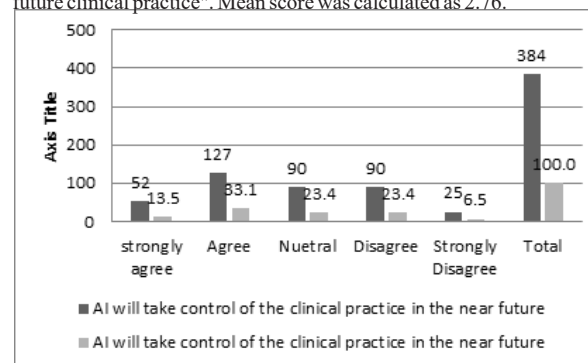 future clinical practice". Mean score was calculated as 2.76.
500
400
300
200
100
0
Axis Title
52
13.5
127
33.1
90
23.4
90
23.4
25
6.5
384
100.0
strongly agree
Agree
Nuetral
Disagree
Strongly Disagree
Total
AI will take control of the clinical practice in the near future
AI will take control of the clinical practice in the near future